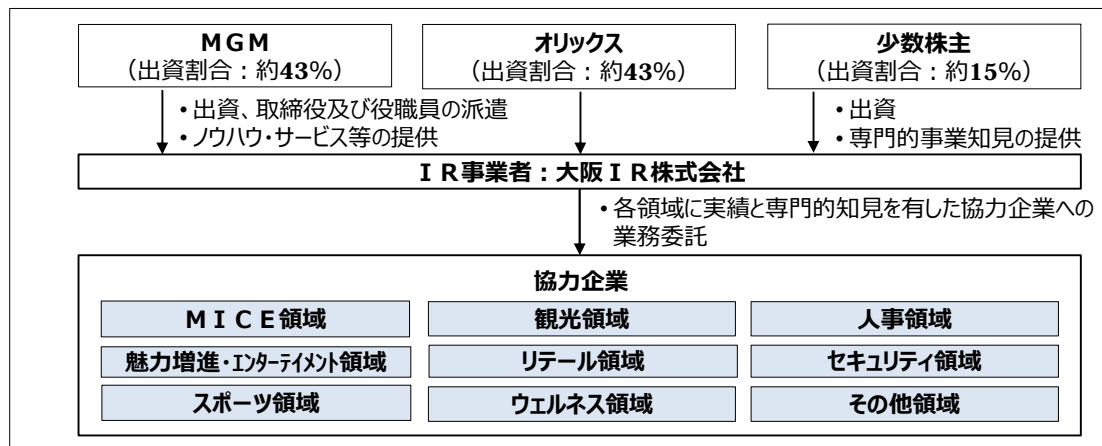 MGM
（出資割合：約43%）
オリックス
（出資割合：約43%）
少数株主
（出資割合：約15%）
• 出資、取締役及び役職員の派遣
• ノウハウ・サービス等の提供
• 出資
• 専門的事業知見の提供
ＩＲ事業者：大阪ＩＲ株式会社
• 各領域に実績と専門的知見を有した協力企業への
業務委託
協力企業
ＭＩＣＥ領域
観光領域
人事領域
魅力増進・エンターテイメント領域
リテール領域
セキュリティ領域
スポーツ領域
ウェルネス領域
その他領域